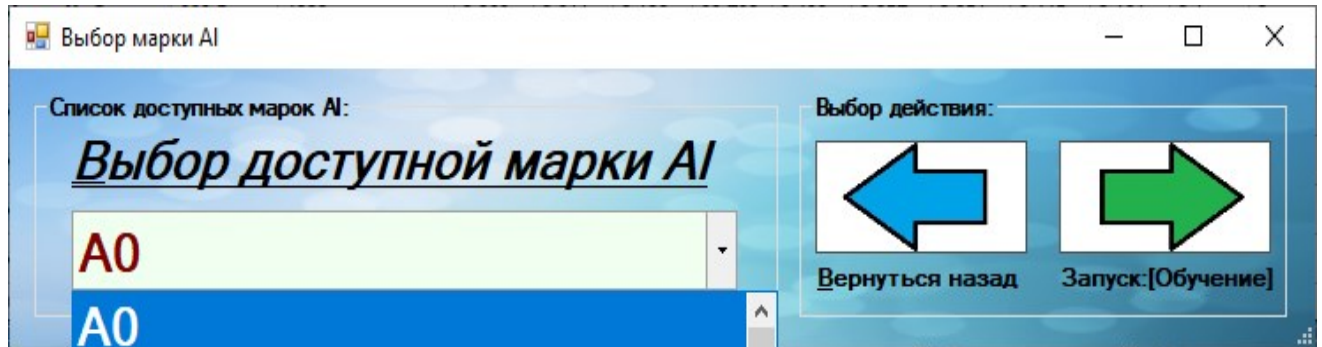 Выбор марки Al
Список доступных марок Al:
Выбор доступной марки Al
A0
A0
Выбор действия:
Вернуться назад
Запуск:[Обучение]